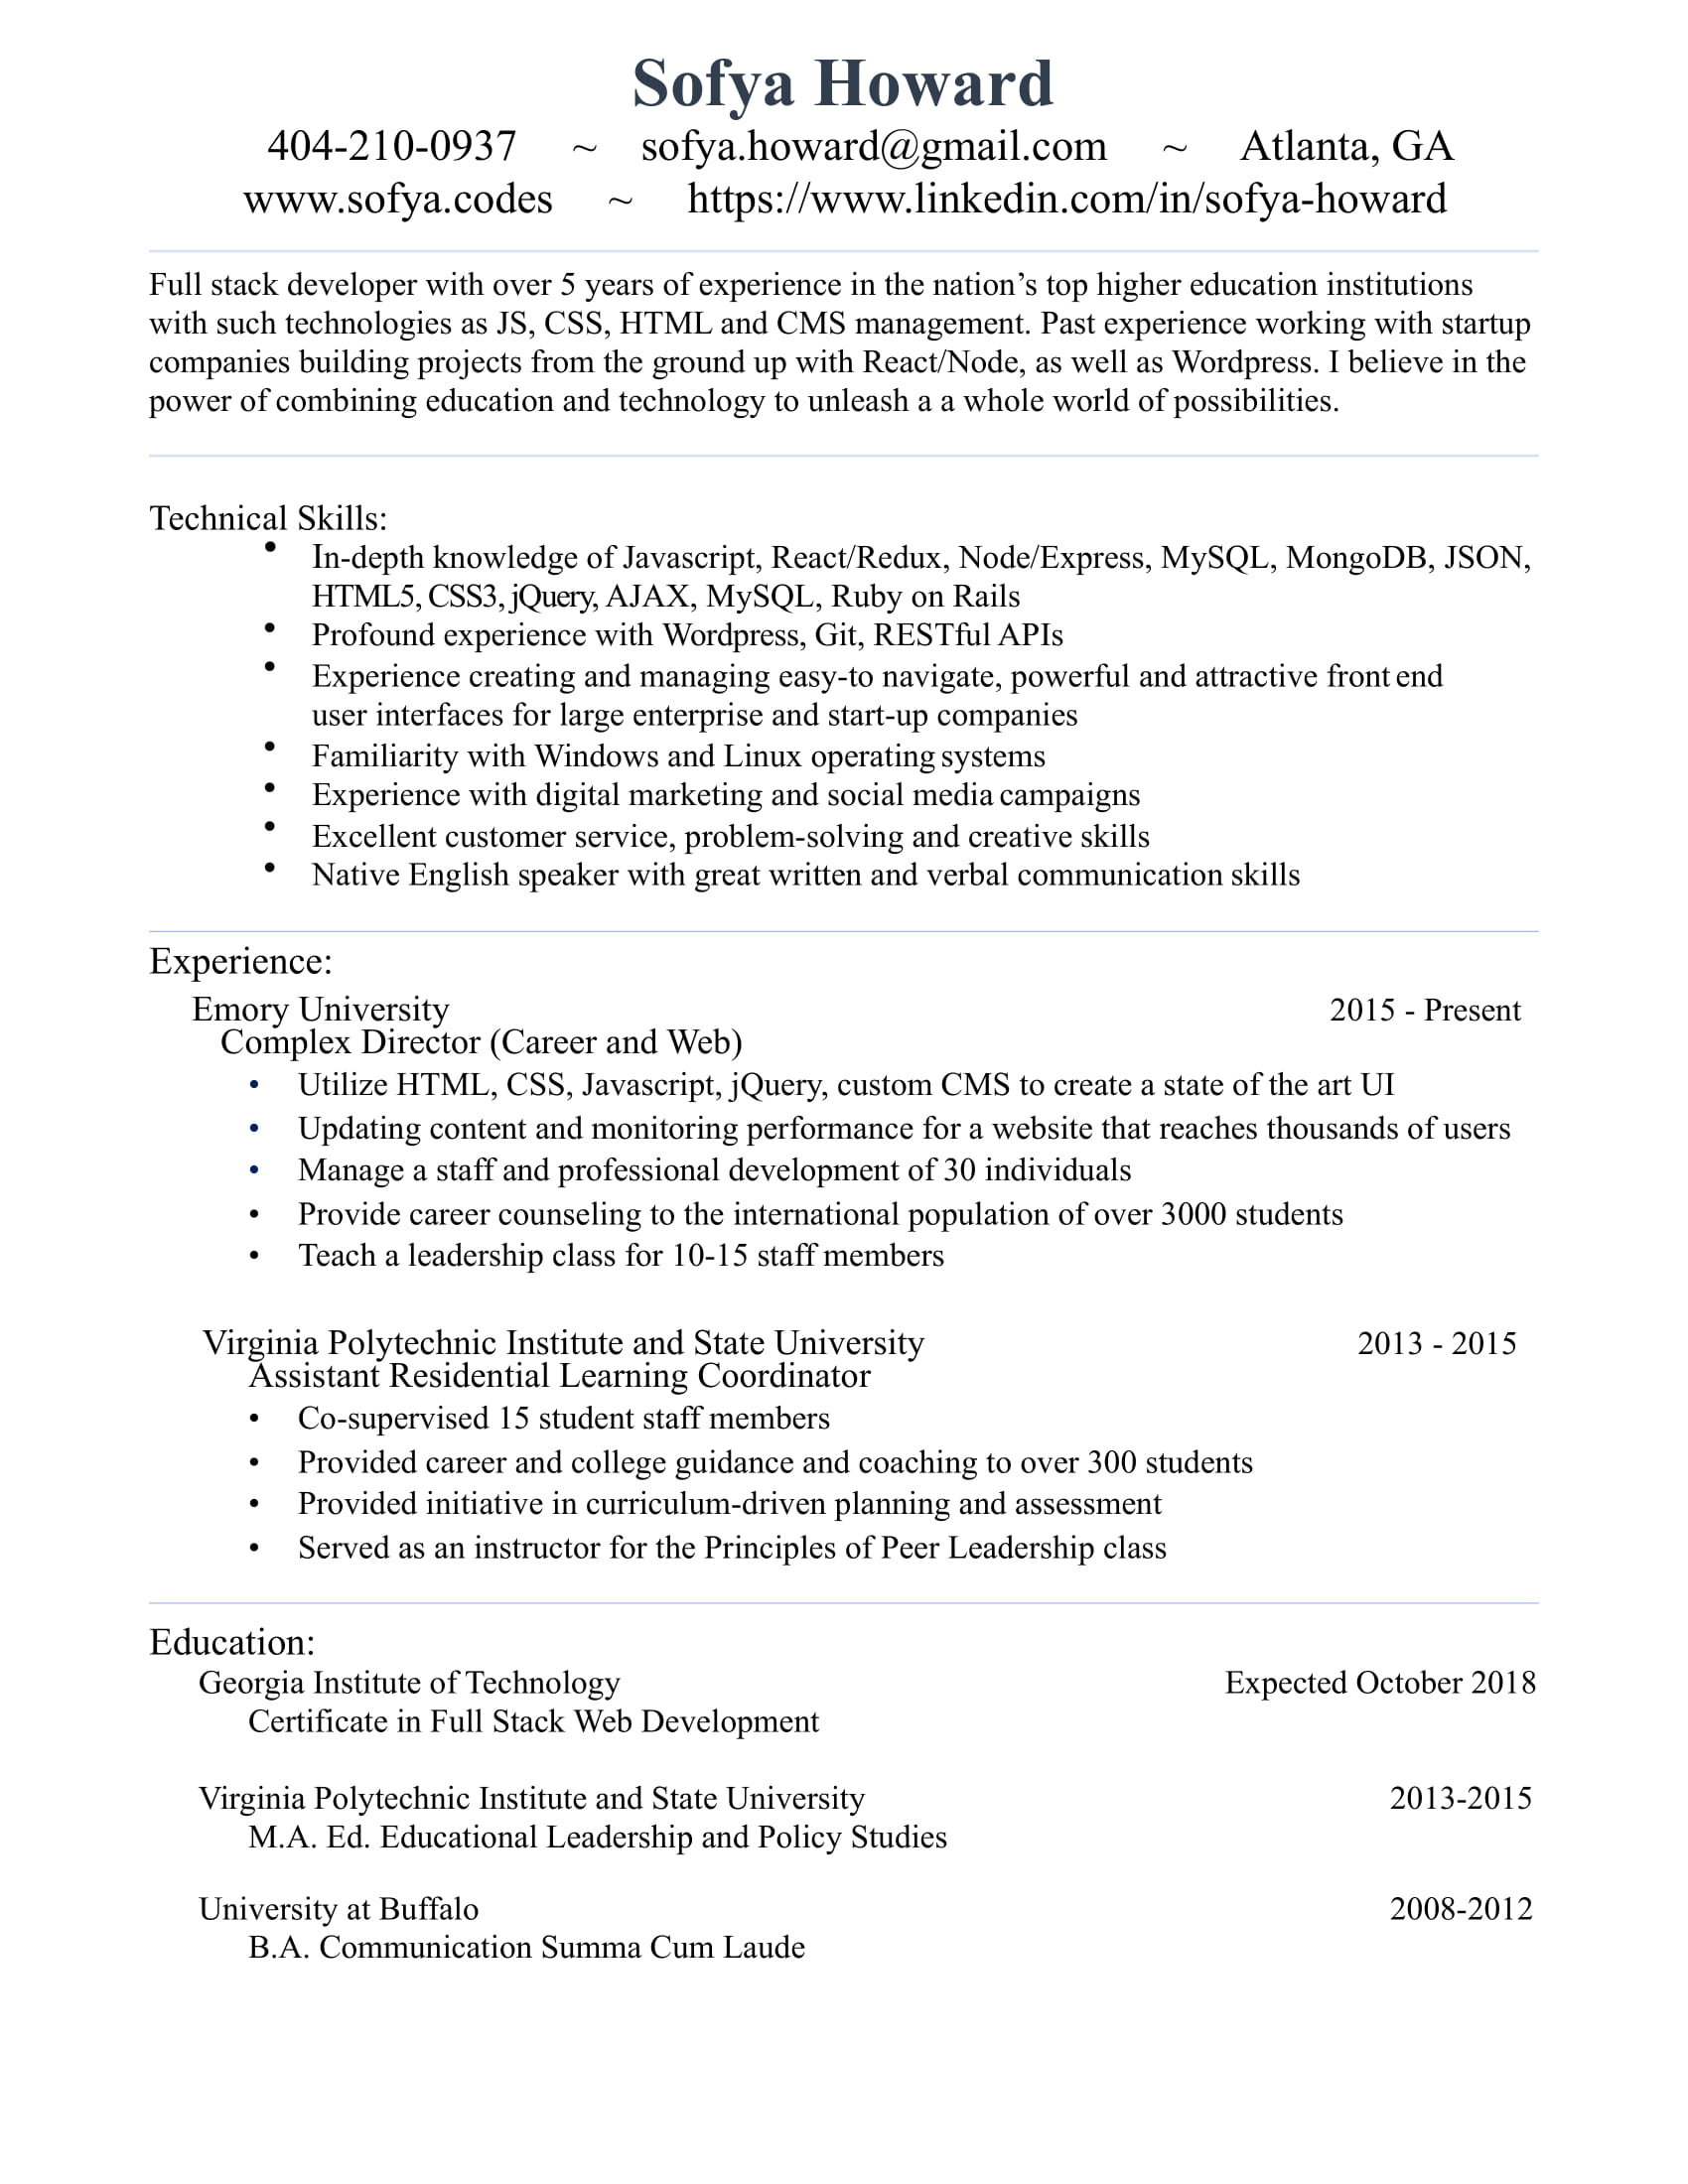 Sofya Howard
404-210-0937 ~ sofya.howard@gmail.com ~ Atlanta, GA
www.sofya.codes ~ https://www.linkedin.com/in/sofya-howard
Full stack developer with over 5 years of experience in the nation’s top higher education institutions
with such technologies as JS, CSS, HTML and CMS management. Past experience working with startup
companies building projects from the ground up with React/Node, as well as Wordpress. I believe in the
power of combining education and technology to unleash a a whole world of possibilities.
Technical Skills:
• In-depth knowledge of Javascript, React/Redux, Node/Express, MySQL, MongoDB, JSON,
HTML5, CSS3, jQuery, AJAX, MySQL, Ruby on Rails
• Profound experience with Wordpress, Git, RESTful APIs
• Experience creating and managing easy-to navigate, powerful and attractive front end
user interfaces for large enterprise and start-up companies
• Familiarity with Windows and Linux operating systems
• Experience with digital marketing and social media campaigns
• Excellent customer service, problem-solving and creative skills
• Native English speaker with great written and verbal communication skills
Experience:
Emory University 2015 - Present
Complex Director (Career and Web)
• Utilize HTML, CSS, Javascript, jQuery, custom CMS to create a state of the art UI
• Updating content and monitoring performance for a website that reaches thousands of users
• Manage a staff and professional development of 30 individuals
• Provide career counseling to the international population of over 3000 students
• Teach a leadership class for 10-15 staff members
Virginia Polytechnic Institute and State University 2013 - 2015
Assistant Residential Learning Coordinator
• Co-supervised 15 student staff members
• Provided career and college guidance and coaching to over 300 students
• Provided initiative in curriculum-driven planning and assessment
• Served as an instructor for the Principles of Peer Leadership class
Education:
Georgia Institute of Technology Expected October 2018
Certificate in Full Stack Web Development
Virginia Polytechnic Institute and State University 2013-2015
M.A. Ed. Educational Leadership and Policy Studies
University at Buffalo 2008-2012
B.A. Communication Summa Cum Laude